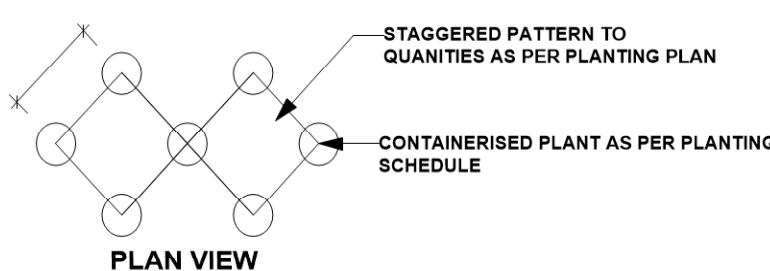 STAGGERED PATTERN TO
QUANITIES AS PER PLANTING PLAN
CONTAINERISED PLANT AS PER PLANTING
SCHEDULE
PLAN VIEW